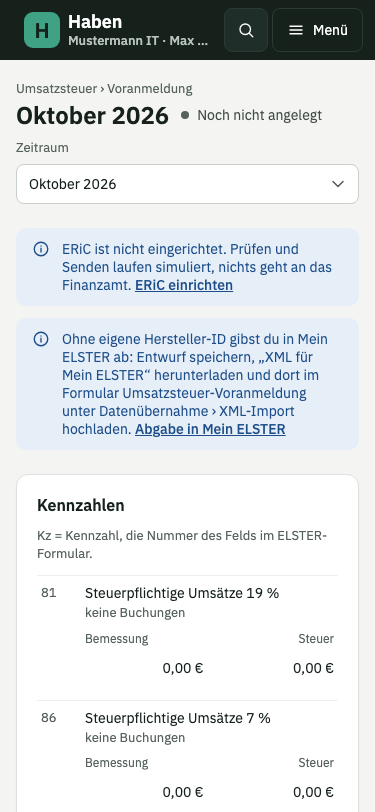 H
Haben
Mustermann IT · Max ...
Menü
Umsatzsteuer › Voranmeldung
Oktober 2026
Noch nicht angelegt
Zeitraum
Oktober 2026
ERiC ist nicht eingerichtet. Prüfen und
Senden laufen simuliert, nichts geht an das
Finanzamt. ERiC einrichten
Ohne eigene Hersteller-ID gibst du in Mein
ELSTER ab: Entwurf speichern, „XML für
Mein ELSTER“ herunterladen und dort im
Formular Umsatzsteuer-Voranmeldung
unter Datenübernahme › XML-Import
hochladen. Abgabe in Mein ELSTER
Kennzahlen
Kz = Kennzahl, die Nummer des Felds im ELSTER-
Formular.
81 Steuerpflichtige Umsätze 19 %
keine Buchungen
Bemessung Steuer
0,00 € 0,00 €
86 Steuerpflichtige Umsätze 7 %
keine Buchungen
Bemessung Steuer
0,00 € 0,00 €